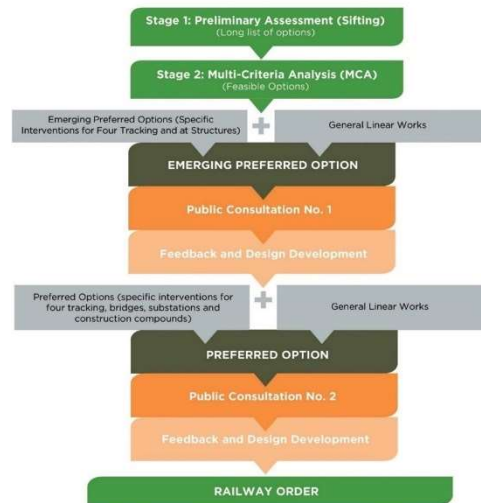 Stage 1: Preliminary Assessment (Sifting)
(Long list of options)
Stage 2: Multi-Criteria Analysis (MCA)
(Feasible Options)
Emerging Preferred Options (Specific
Interventions for Four Tracking and at Structures)
+
General Linear Works
EMERGING PREFERRED OPTION
Public Consultation No. 1
Feedback and Design Development
Preferred Options (specific interventions for
four tracking, bridges, substations and
construction compounds)
+
General Linear Works
PREFERRED OPTION
Public Consultation No. 2
Feedback and Design Development
RAILWAY ORDER